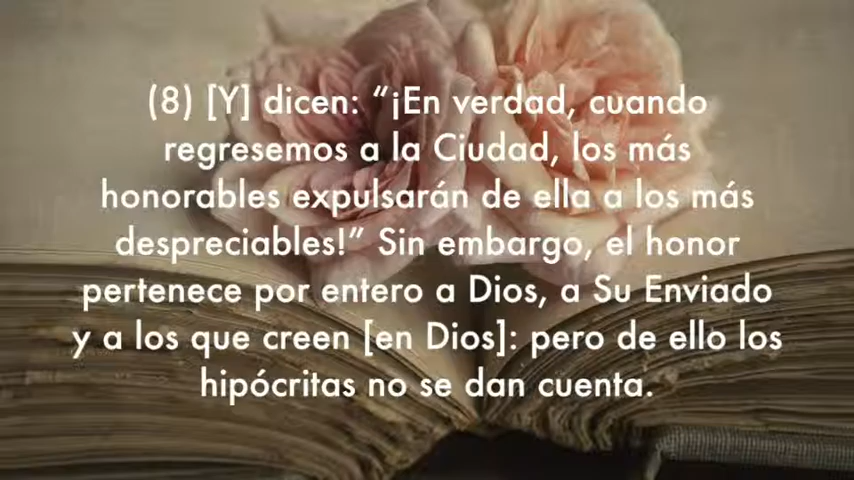 (8) [Y] dicen: “¡En verdad, cuando
regresemos a la Ciudad, los más
honorables expulsarán de ella a los más
despreciables!” Sin embargo, el honor
pertenece por entero a Dios, a Su Enviado
y a los que creen [en Dios]: pero de ello los
hipócritas no se dan cuenta.